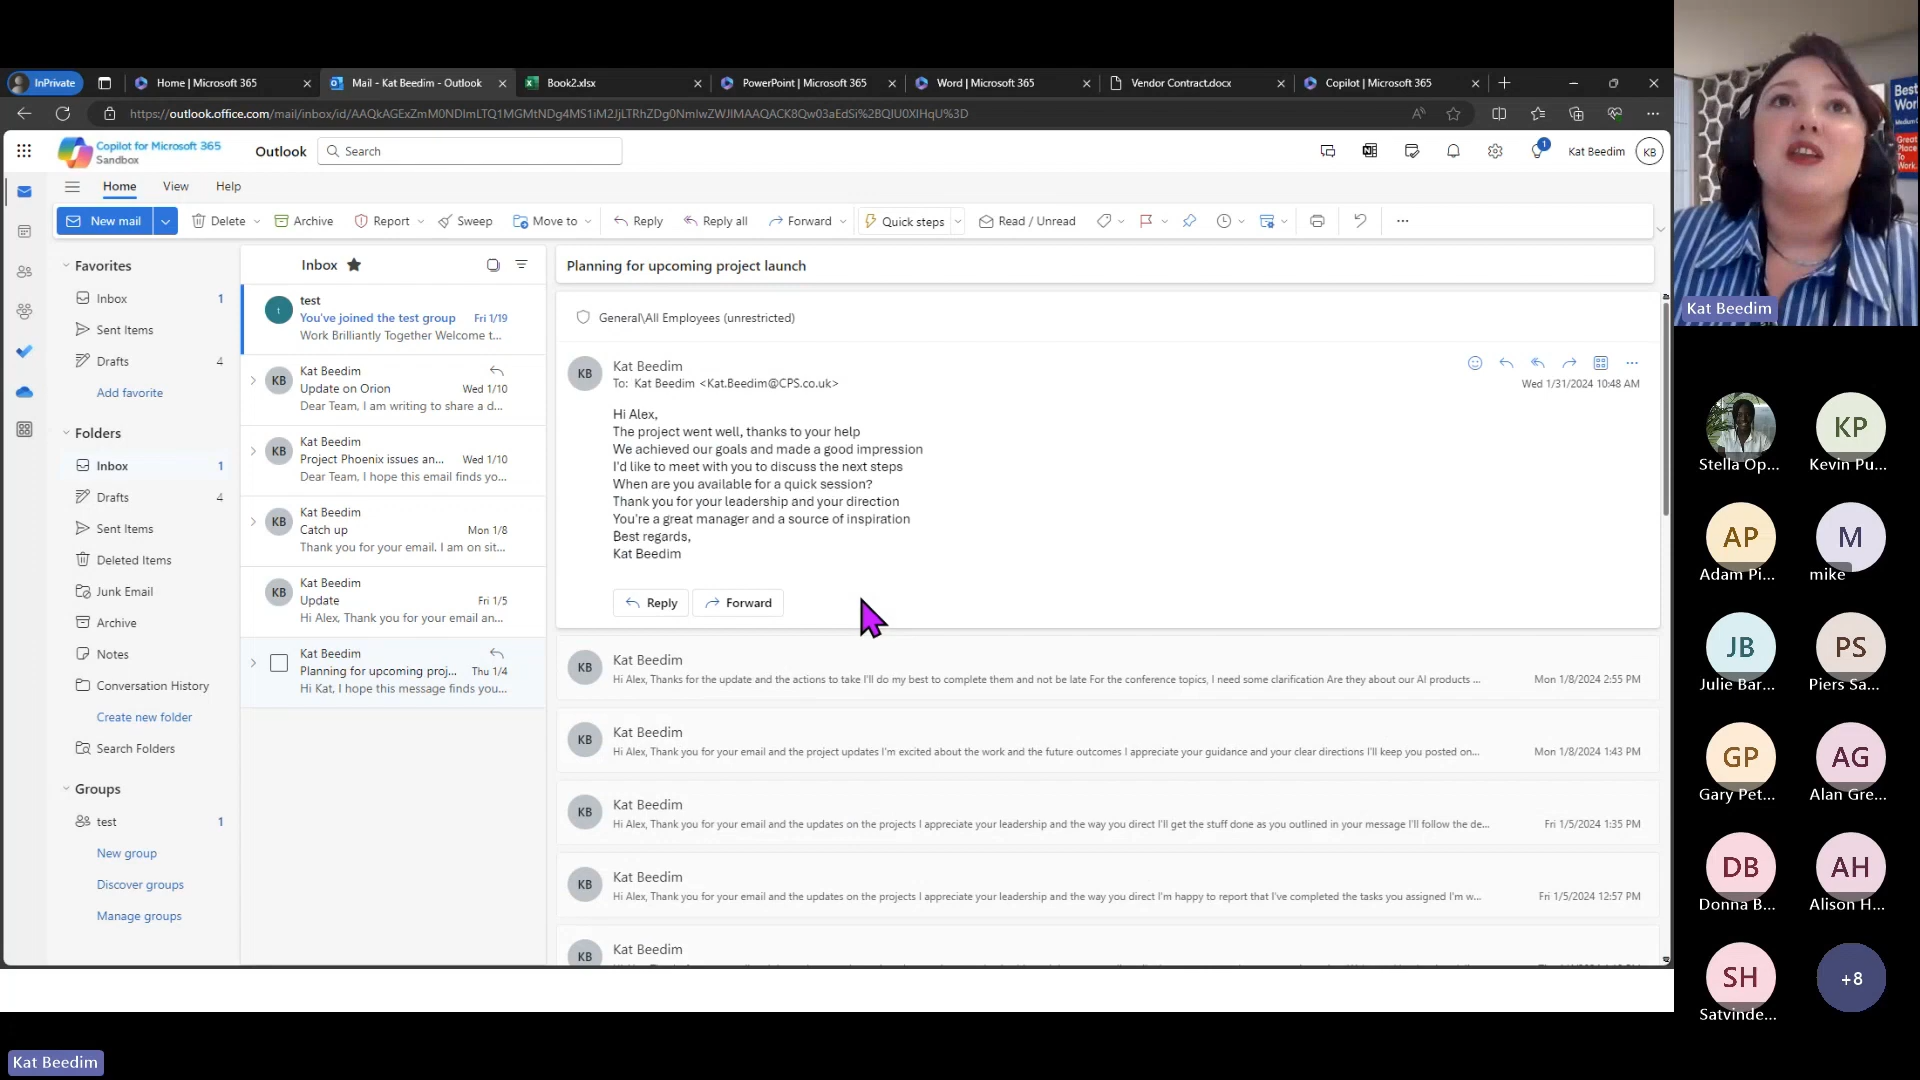 InPrivate
Home | Microsoft 365
Mail - Kat Beedim - Outlook
Book2.xlsx
PowerPoint | Microsoft 365
Word | Microsoft 365
Vendor Contract.docx
Copilot | Microsoft 365
https://outlook.office.com/mail/inbox/id/
Copilot for Microsoft 365
Sandbox
Outlook
Search
1
Kat Beedim
KB
Home
View
Help
New mail
Delete
Archive
Report
Sweep
Move to
Reply
Reply all
Forward
Quick steps
Read / Unread
Favorites
Inbox 1
Sent Items
Drafts 4
Add favorite
Folders
Inbox 1
Drafts 4
Sent Items
Deleted Items
Junk Email
Archive
Notes
Conversation History
Create new folder
Search Folders
Groups
test 1
New group
Discover groups
Manage groups
Inbox
t
test
You've joined the test group Fri 1/19
Work Brilliantly Together Welcome t...
KB
Kat Beedim
Update on Orion Wed 1/10
Dear Team, I am writing to share a d...
KB
Kat Beedim
Project Phoenix issues an... Wed 1/10
Dear Team, I hope this email finds yo...
KB
Kat Beedim
Catch up Mon 1/8
Thank you for your email. I am on sit...
KB
Kat Beedim
Update Fri 1/5
Hi Alex, Thank you for your email an...
Kat Beedim
Planning for upcoming proj... Thu 1/4
Hi Kat, I hope this message finds you...
Planning for upcoming project launch
General\All Employees (unrestricted)
KB
Kat Beedim
To: Kat Beedim <Kat.Beedim@CPS.co.uk>
Wed 1/31/2024 10:48 AM
Hi Alex,
The project went well, thanks to your help
We achieved our goals and made a good impression
I'd like to meet with you to discuss the next steps
When are you available for a quick session?
Thank you for your leadership and your direction
You're a great manager and a source of inspiration
Best regards,
Kat Beedim
Reply
Forward
KB
Kat Beedim
Hi Alex, Thanks for the update and the actions to take I'll do my best to complete them and not be late For the conference topics, I need some clarification Are they about our AI products ...
Mon 1/8/2024 2:55 PM
KB
Kat Beedim
Hi Alex, Thank you for your email and the project updates I'm excited about the work and the future outcomes I appreciate your guidance and your clear directions I'll keep you posted on...
Mon 1/8/2024 1:43 PM
KB
Kat Beedim
Hi Alex, Thank you for your email and the updates on the projects I appreciate your leadership and the way you direct I'll get the stuff done as you outlined in your message I'll follow the de...
Fri 1/5/2024 1:35 PM
KB
Kat Beedim
Hi Alex, Thank you for your email and the updates on the projects I appreciate your leadership and the way you direct I'm happy to report that I've completed the tasks you assigned I'm w...
Fri 1/5/2024 12:57 PM
KB
Kat Beedim
Best
Great
Place
To
Work.
Kat Beedim
Stella Op...
KP
Kevin Pu...
AP
Adam Pi...
M
mike
JB
Julie Bar...
PS
Piers Sa...
GP
Gary Pet...
AG
Alan Gre...
DB
Donna B...
AH
Alison H...
SH
Satvinde...
+8
Kat Beedim